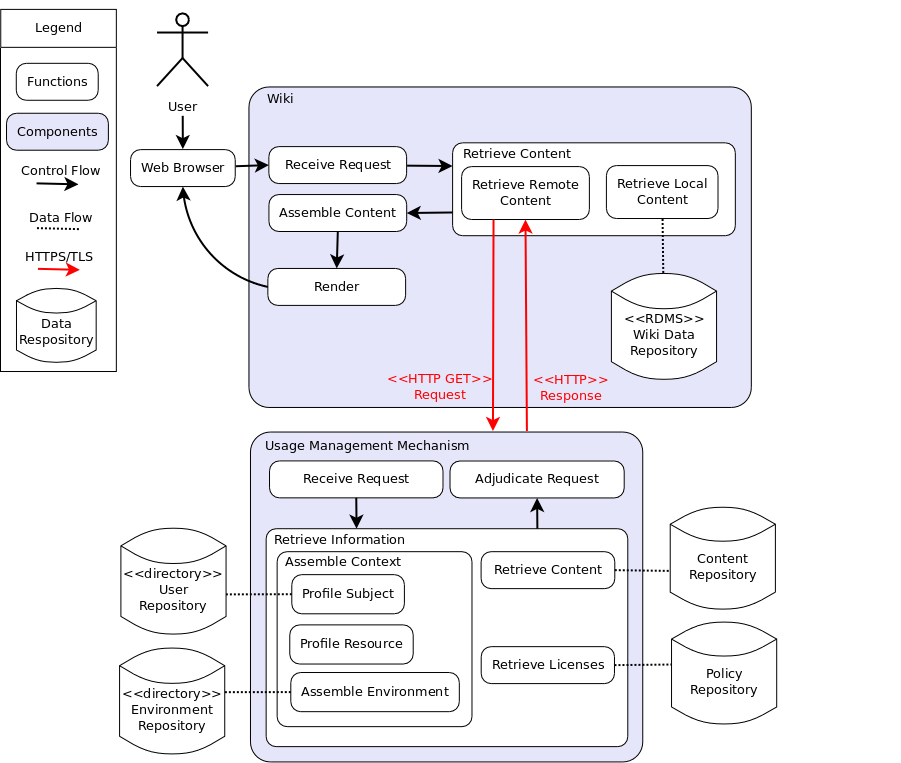 Legend
Functions
Components
Control Flow
Data Flow
HTTPS/TLS
Data
Respository
User
Web Browser
Wiki
Receive Request
Assemble Content
Render
Retrieve Content
Retrieve Remote
Content
Retrieve Local
Content
<<RDMS>>
Wiki Data
Repository
<<HTTP GET>>
Request
<<HTTP>>
Response
Usage Management Mechanism
Receive Request
Adjudicate Request
Retrieve Information
Assemble Context
Profile Subject
Profile Resource
Assemble Environment
Retrieve Content
Retrieve Licenses
<<directory>>
User
Repository
<<directory>>
Environment
Repository
Content
Repository
Policy
Repository